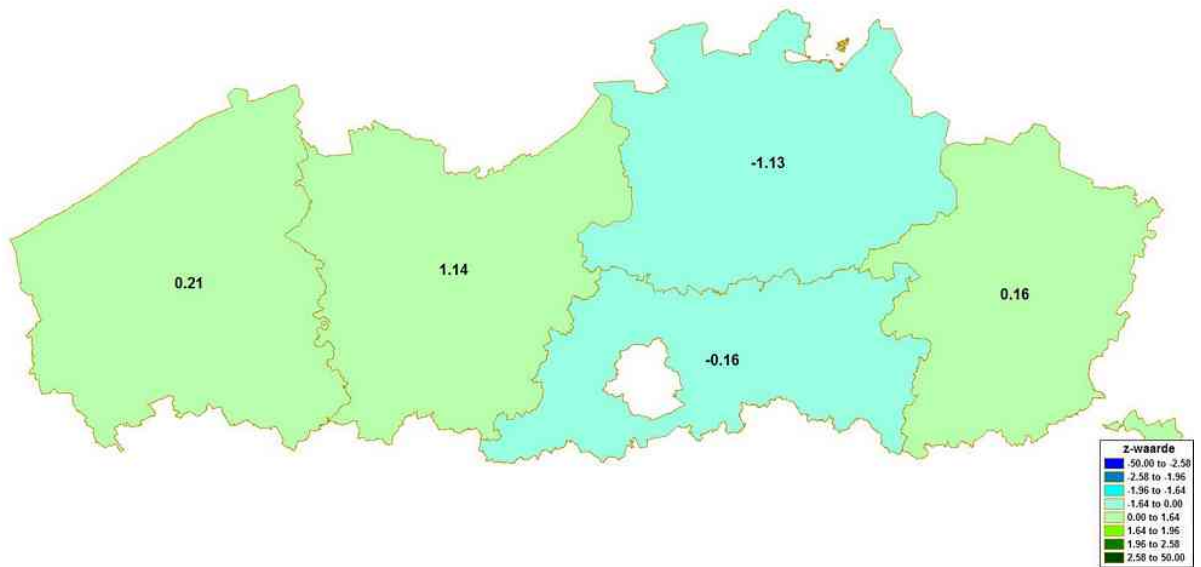 -1.13
1.14
0.21
0.16
-0.16
z-waarde
-50.00 to -2.58
-2.58 to -1.96
-1.96 to -1.64
-1.64 to 0.00
0.00 to 1.64
1.64 to 1.96
1.96 to 2.58
2.58 to 50.00